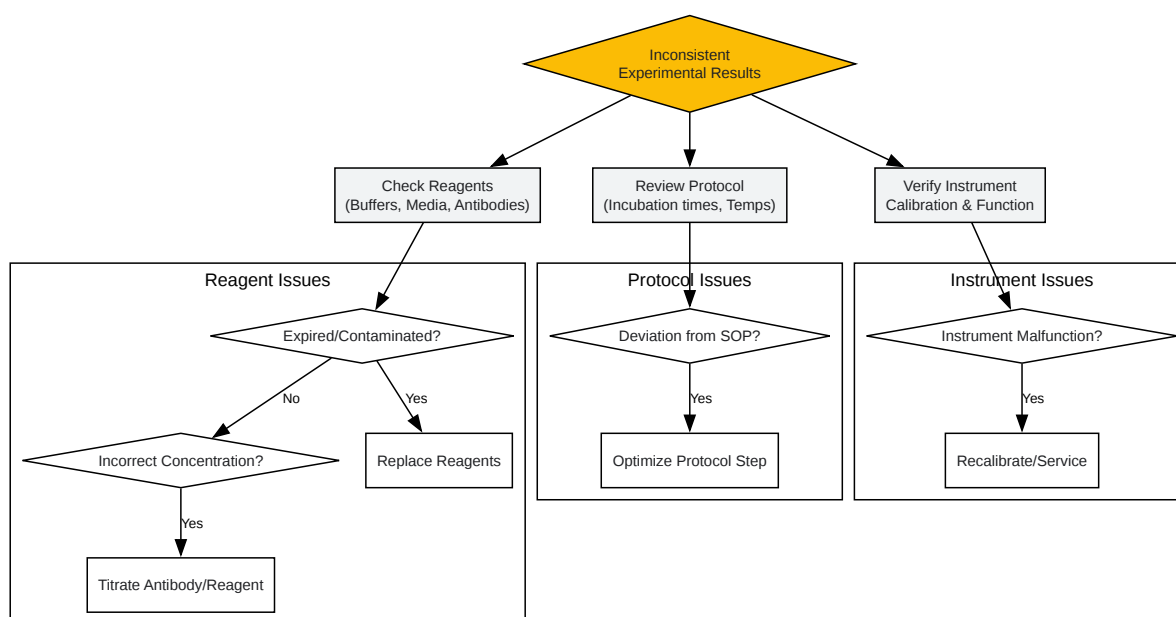 Inconsistent
Experimental Results
Check Reagents
(Buffers, Media, Antibodies)
Review Protocol
(Incubation times, Temps)
Verify Instrument
Calibration & Function
Reagent Issues
Protocol Issues
Instrument Issues
Expired/Contaminated?
Deviation from SOP?
Instrument Malfunction?
No
Yes
Yes
Yes
Incorrect Concentration?
Replace Reagents
Optimize Protocol Step
Recalibrate/Service
Yes
Titrate Antibody/Reagent